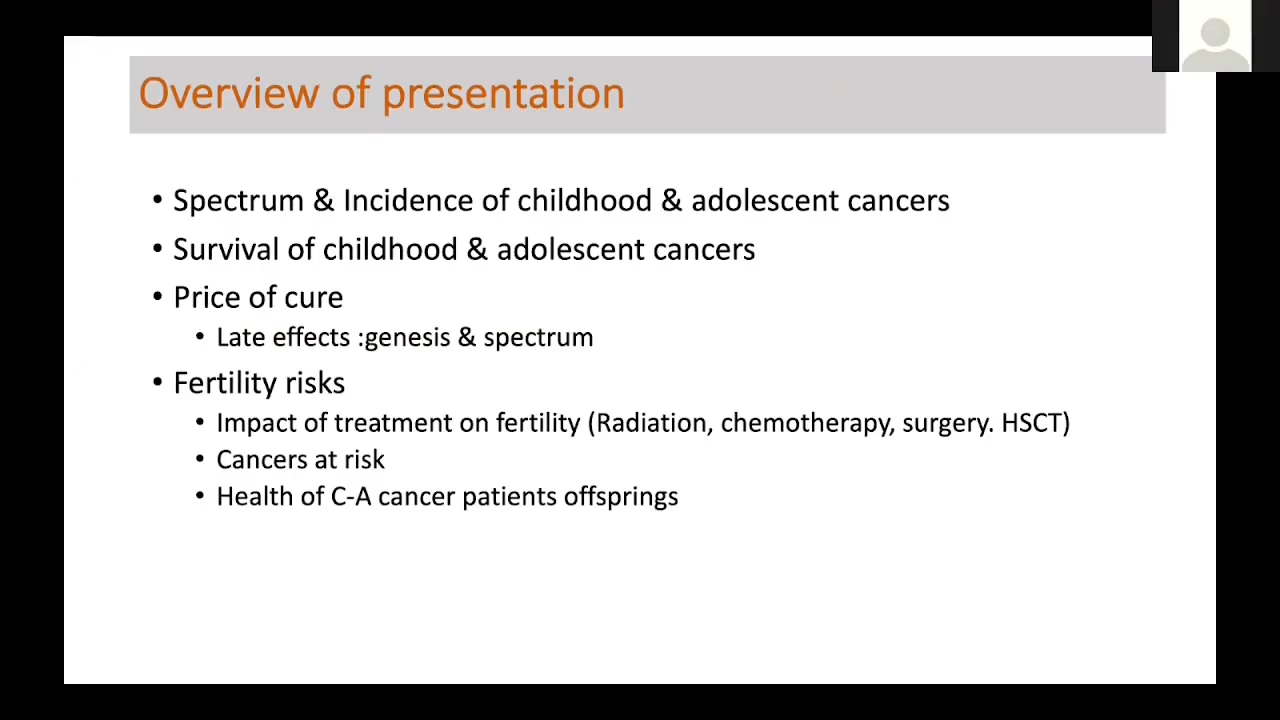 Overview of presentation
• Spectrum & Incidence of childhood & adolescent cancers
• Survival of childhood & adolescent cancers
• Price of cure
• Late effects :genesis & spectrum
• Fertility risks
• Impact of treatment on fertility (Radiation, chemotherapy, surgery. HSCT)
• Cancers at risk
• Health of C-A cancer patients offsprings